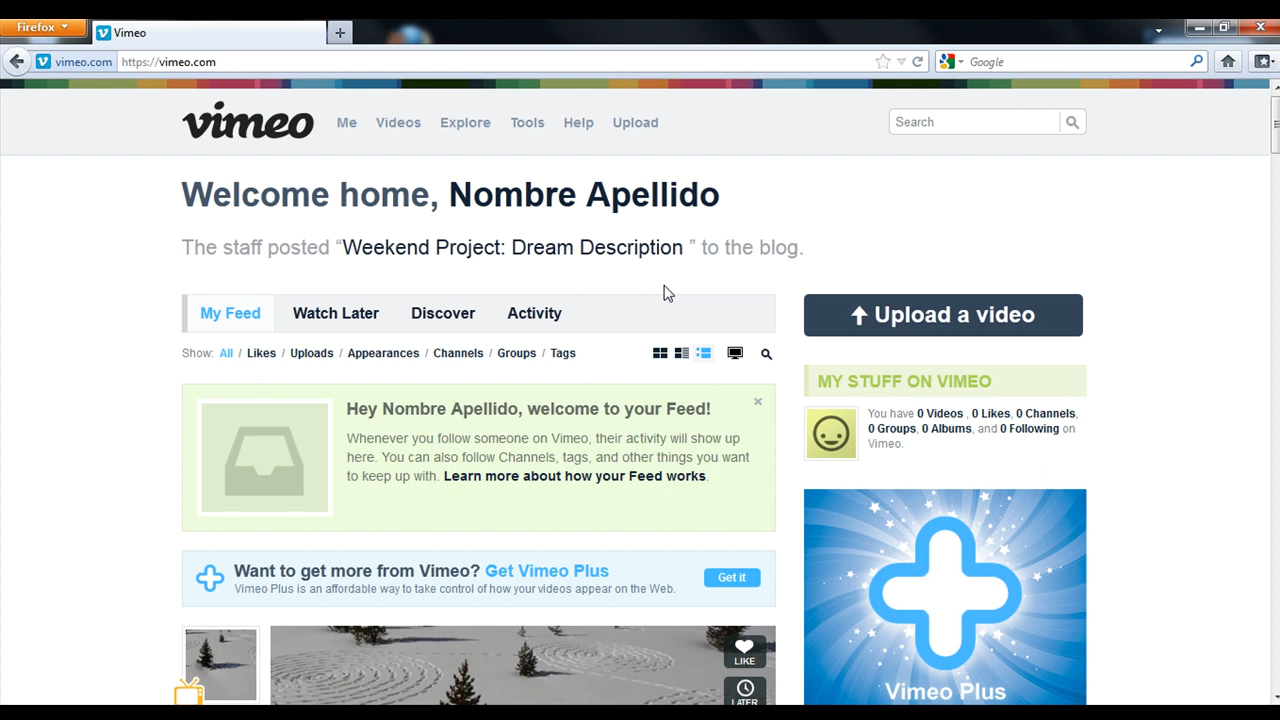 Firefox
Vimeo
vimeo.com https://vimeo.com
Google
vimeo Me Videos Explore Tools Help Upload
Search
Welcome home, Nombre Apellido
The staff posted “Weekend Project: Dream Description ” to the blog.
My Feed Watch Later Discover Activity
Upload a video
Show: All / Likes / Uploads / Appearances / Channels / Groups / Tags
MY STUFF ON VIMEO
You have 0 Videos , 0 Likes, 0 Channels,
0 Groups, 0 Albums, and 0 Following on
Vimeo.
Hey Nombre Apellido, welcome to your Feed!
Whenever you follow someone on Vimeo, their activity will show up
here. You can also follow Channels, tags, and other things you want
to keep up with. Learn more about how your Feed works.
Want to get more from Vimeo? Get Vimeo Plus
Vimeo Plus is an affordable way to take control of how your videos appear on the Web.
Get it
LIKE
LATER
Vimeo Plus